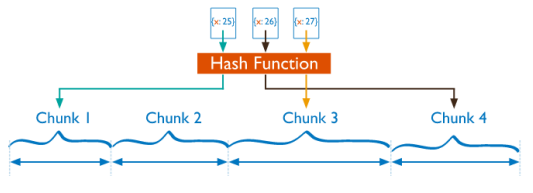 {x: 25} {x: 26} {x: 27}
Hash Function
Chunk 1 Chunk 2 Chunk 3 Chunk 4